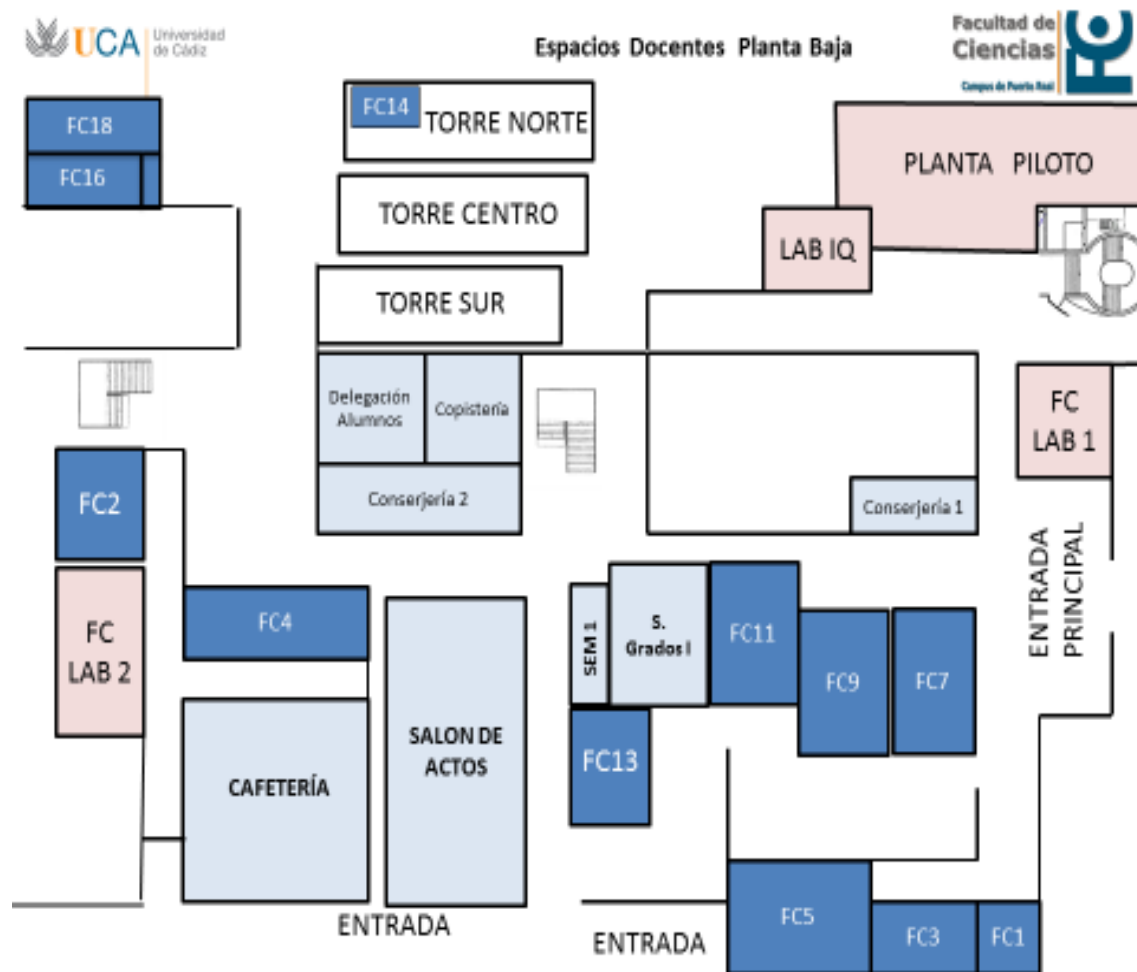 UCA
Universidad
de Cádiz
Espacios Docentes Planta Baja
Facultad de
Ciencias
Campus de Puerto Real
FC
FC18
FC16
FC14
TORRE NORTE
TORRE CENTRO
TORRE SUR
PLANTA PILOTO
LAB IQ
Delegación
Alumnos
Copistería
Conserjería 2
Conserjería 1
FC
LAB 1
ENTRADA
PRINCIPAL
FC2
FC
LAB 2
FC4
CAFETERÍA
SALON DE
ACTOS
SEM 1
S.
Grados I
FC11
FC9
FC7
FC13
FC5
FC3
FC1
ENTRADA
ENTRADA